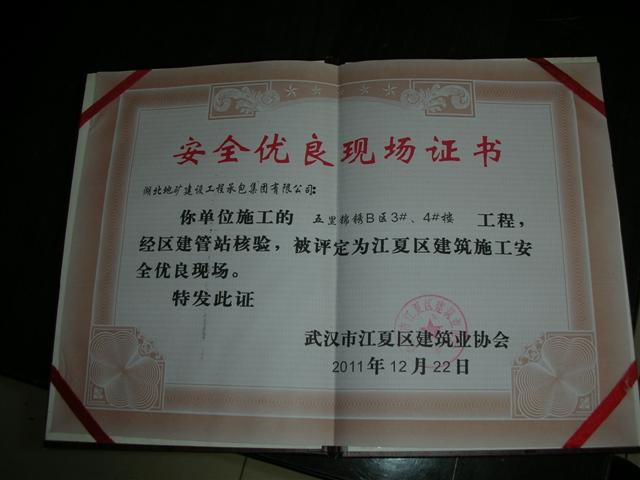 安全优良现场证书
湖北地矿建设工程承包集团有限公司:
你单位施工的 五里锦绣B区3#、4#楼 工程，
经区建管站核验，被评定为江夏区建筑施工安
全优良现场。
特发此证
武汉市江夏区建筑业协会
2011年12月22日